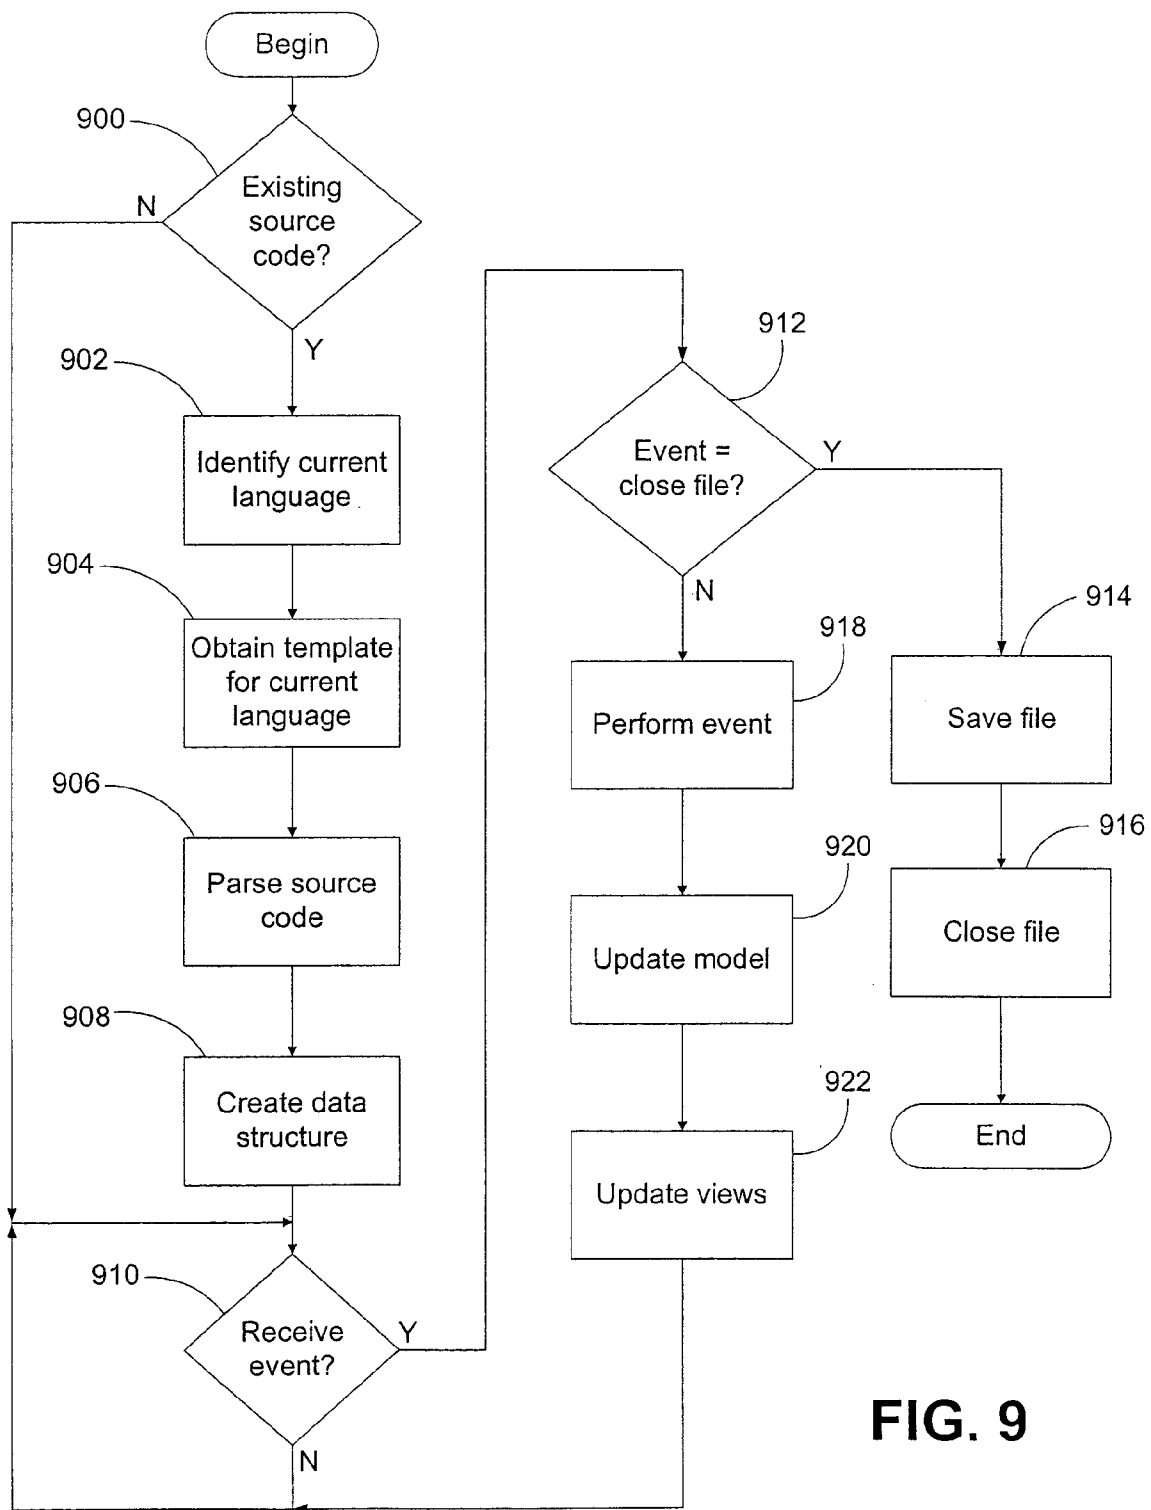 Begin
900
Existing
source
code?
N
Y
902
Identify current
language
904
Obtain template
for current
language
906
Parse source
code
908
Create data
structure
910
Receive
event?
Y
N
912
Event =
close file?
Y
N
918
Perform event
920
Update model
922
Update views
914
Save file
916
Close file
End
FIG. 9